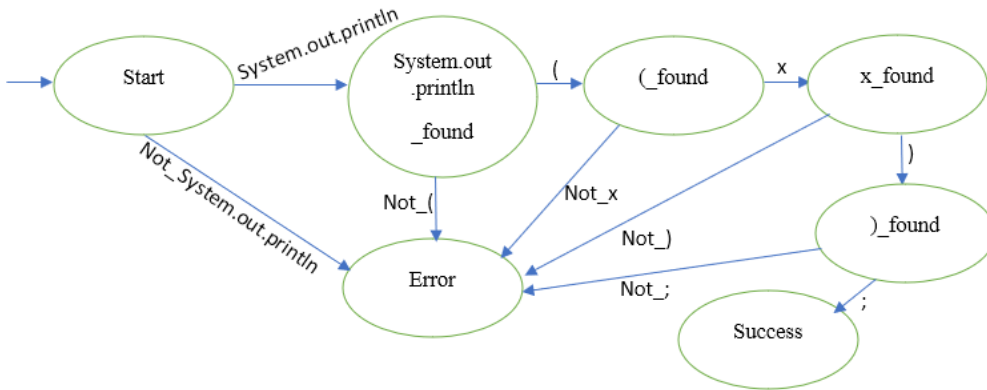 Start
System.out.println
System.out
.println
_found
(
(_found
x
x_found
)
Not_System.out.println
Not_(
Not_x
Not_)
)_found
Error
Not_;
;
Success